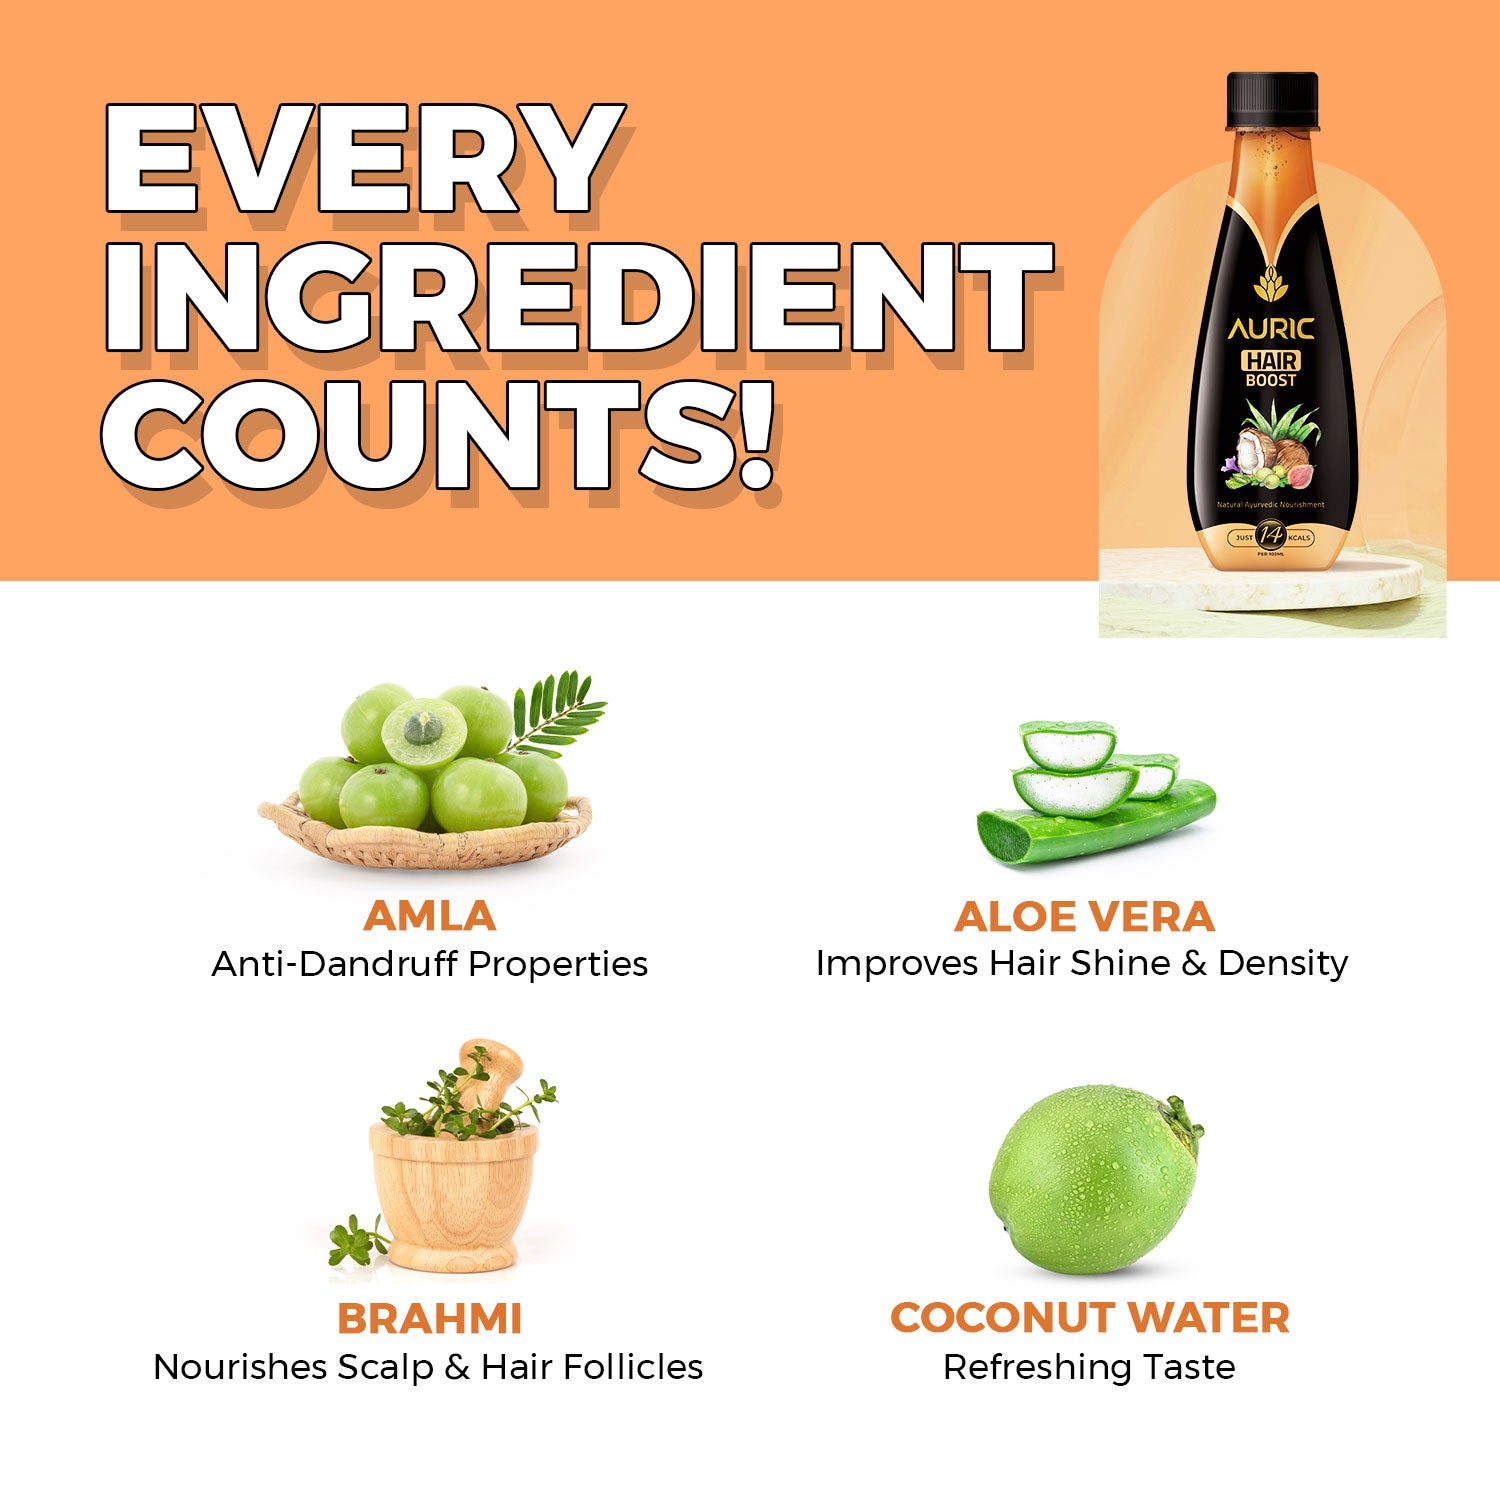 EVERY
INGREDIENT
COUNTS!
AURIC
HAIR
BOOST
Natural Ayurvedic Nourishment
JUST 14 KCALS
PER 100ML
AMLA
Anti-Dandruff Properties
ALOE VERA
Improves Hair Shine & Density
BRAHMI
Nourishes Scalp & Hair Follicles
COCONUT WATER
Refreshing Taste